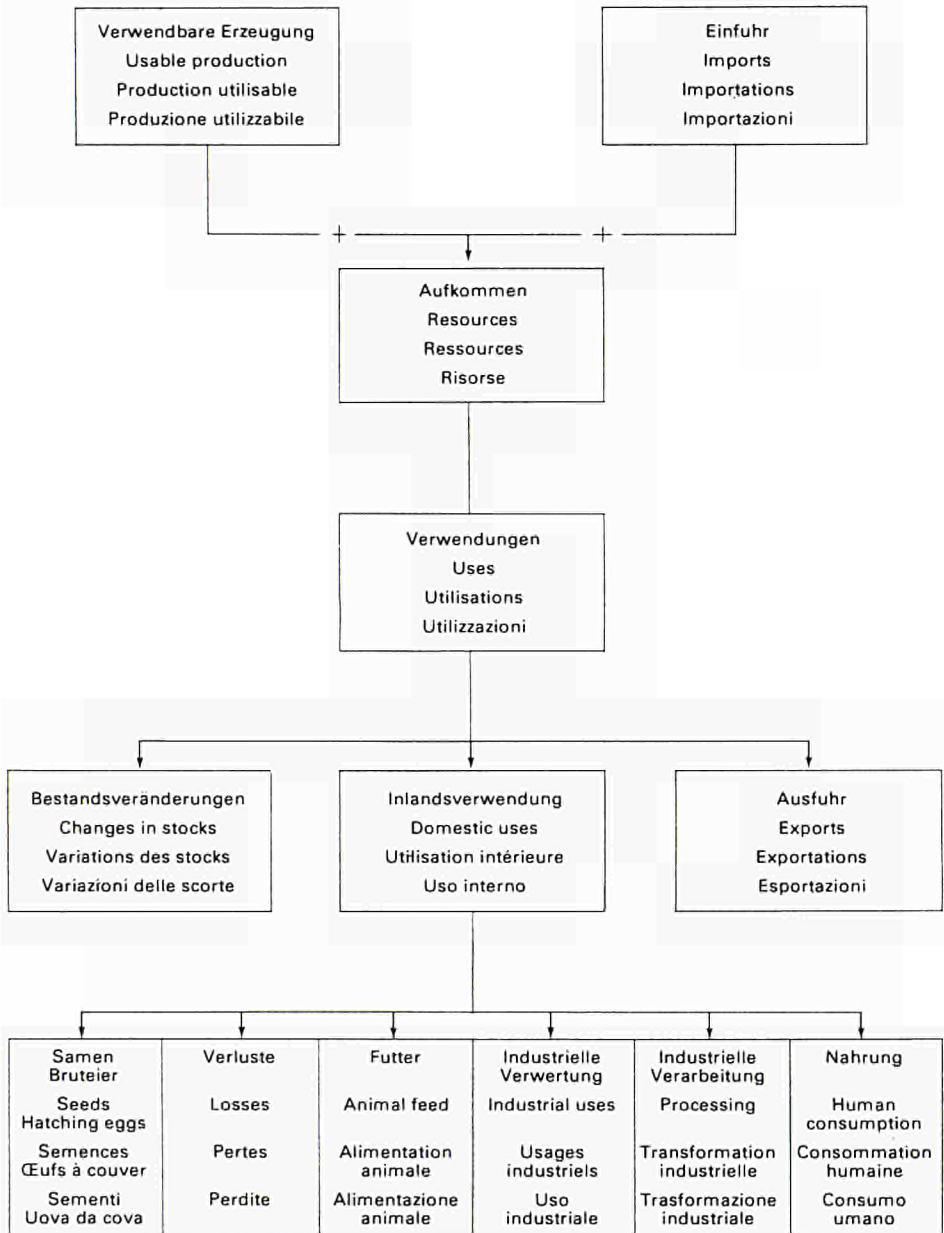 Verwendbare Erzeugung
Usable production
Production utilisable
Produzione utilizzabile
Einfuhr
Imports
Importations
Importazioni
+ +
Aufkommen
Resources
Ressources
Risorse
Verwendungen
Uses
Utilisations
Utilizzazioni
Bestandsveränderungen
Changes in stocks
Variations des stocks
Variazioni delle scorte
Inlandsverwendung
Domestic uses
Utilisation intérieure
Uso interno
Ausfuhr
Exports
Exportations
Esportazioni
Samen
Bruteier
Seeds
Hatching eggs
Semences
Œufs à couver
Sementi
Uova da cova
Verluste
Losses
Pertes
Perdite
Futter
Animal feed
Alimentation
animale
Alimentazione
animale
Industrielle
Verwertung
Industrial uses
Usages
industriels
Uso
industriale
Industrielle
Verarbeitung
Processing
Transformation
industrielle
Trasformazione
industriale
Nahrung
Human
consumption
Consommation
humaine
Consumo
umano